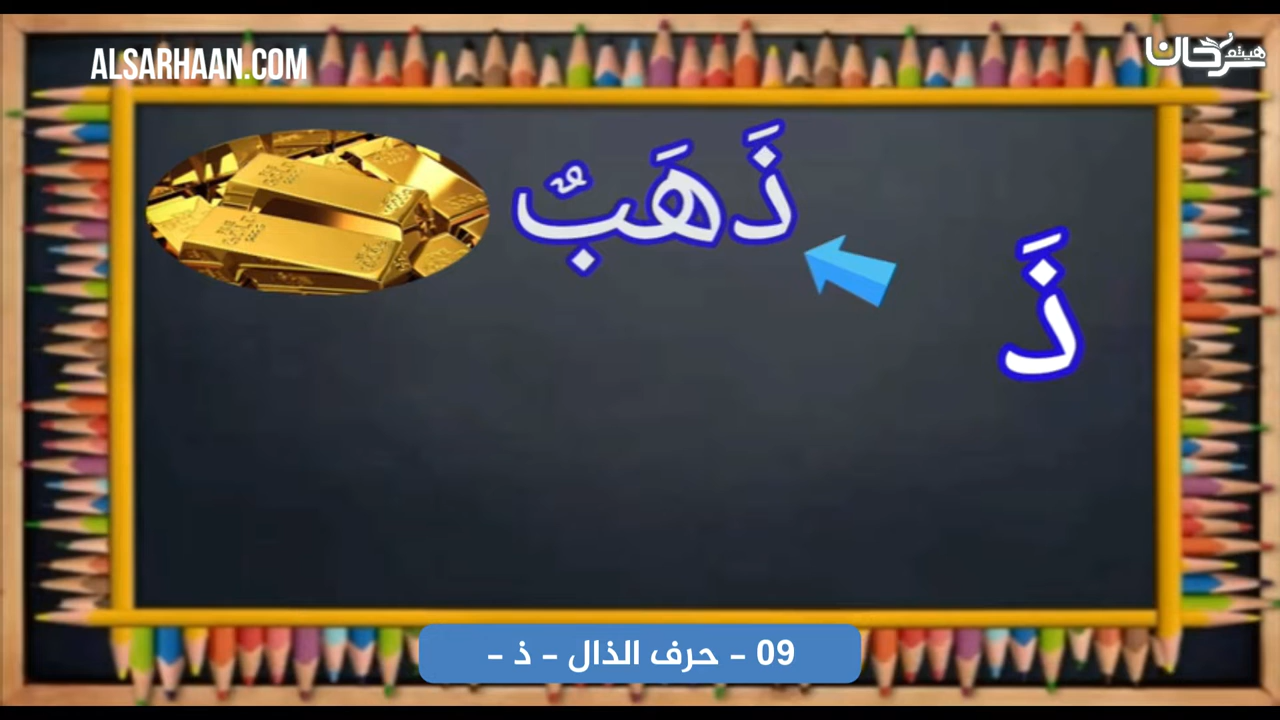 ALSARHAAN.COM
هيثم سرحان
ذَهَبٌ
ذَ
09 - حرف الذال - ذ -